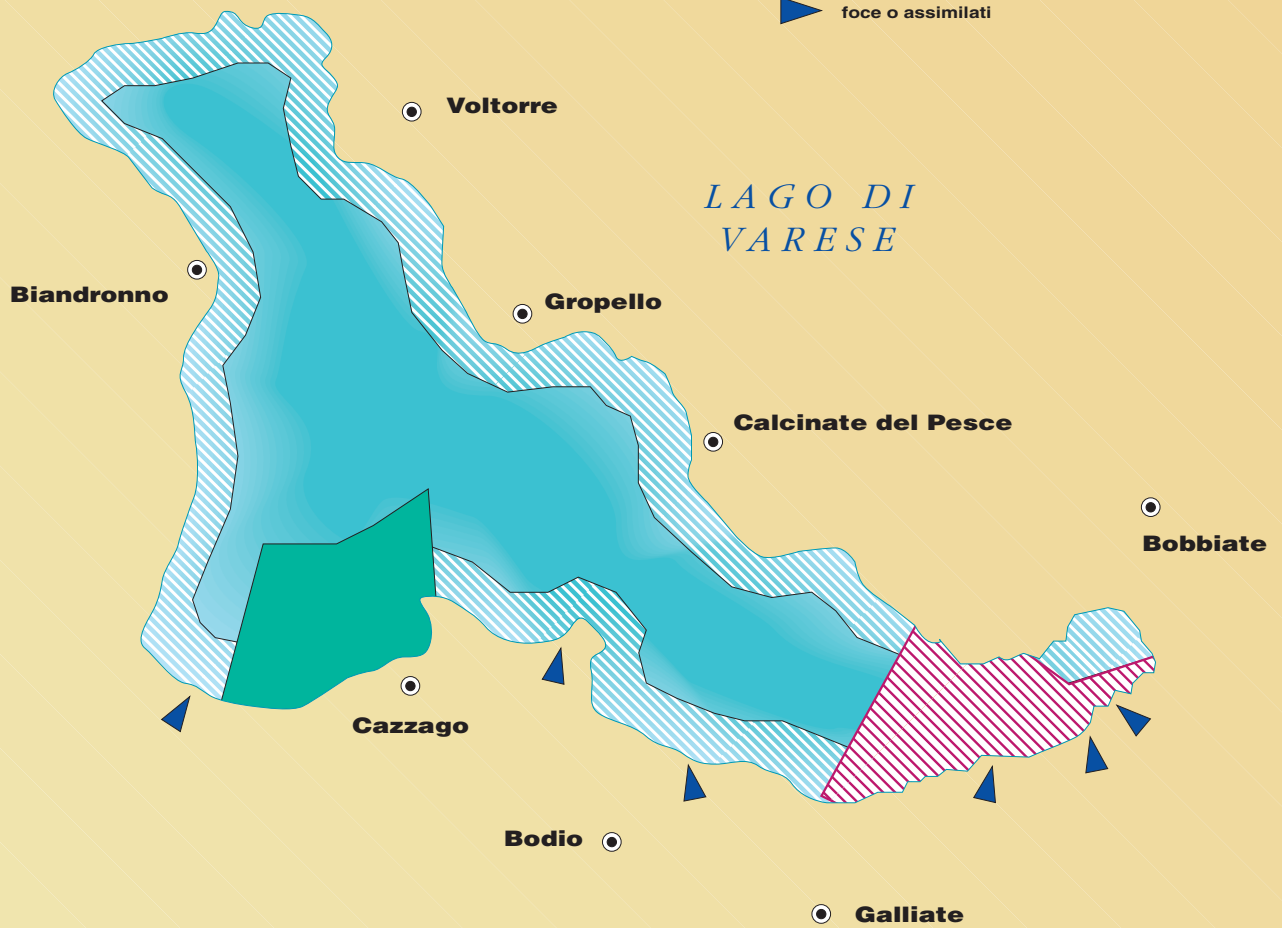 foce o assimilati
Voltorre
LAGO DI
VARESE
Biandronno
Gropello
Calcinate del Pesce
Bobbiate
Cazzago
Bodio
Galliate